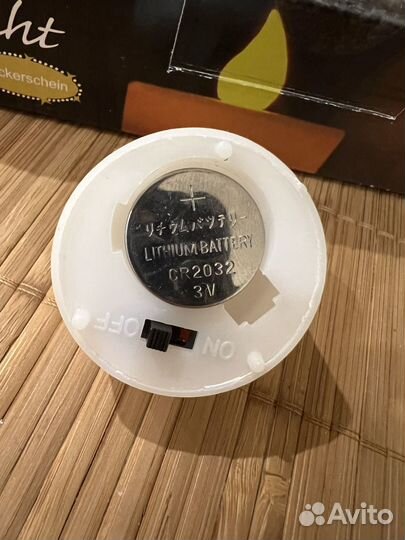 ht
ckerschein
+
リチウムバッテリー
LITHIUM BATTERY
CR2032
3V
OFF
ON
Avito